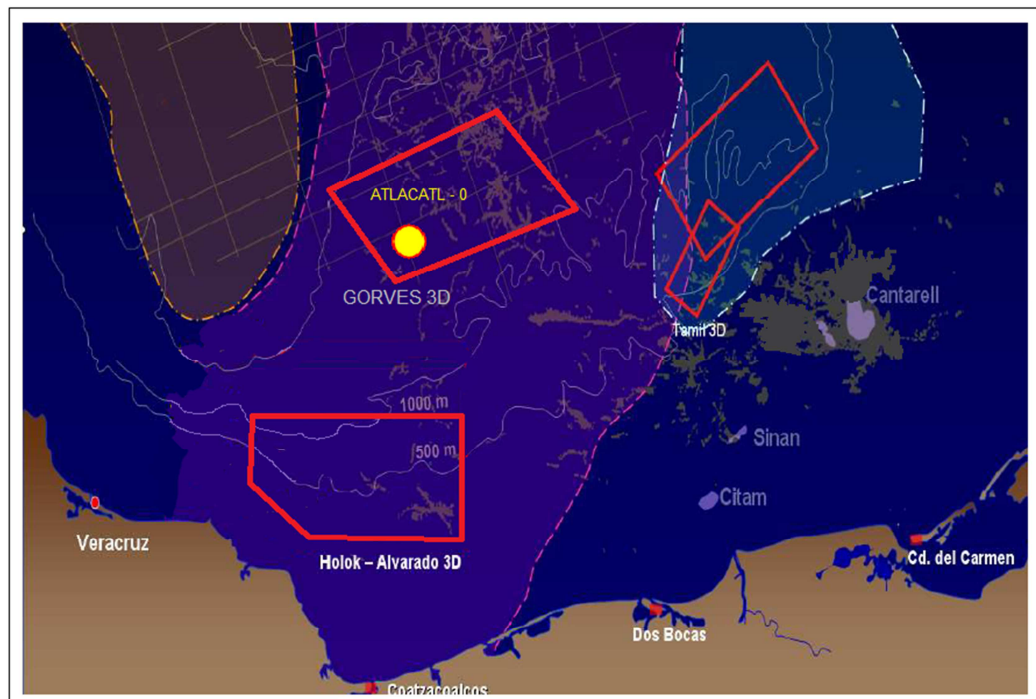 ATLACATL - 0
GORVES 3D
Cantarell
Tamil 3D
1000 m
500 m
Sinan
Citam
Veracruz
Holok – Alvarado 3D
Cd. del Carmen
Dos Bocas
Coatzacoalcos